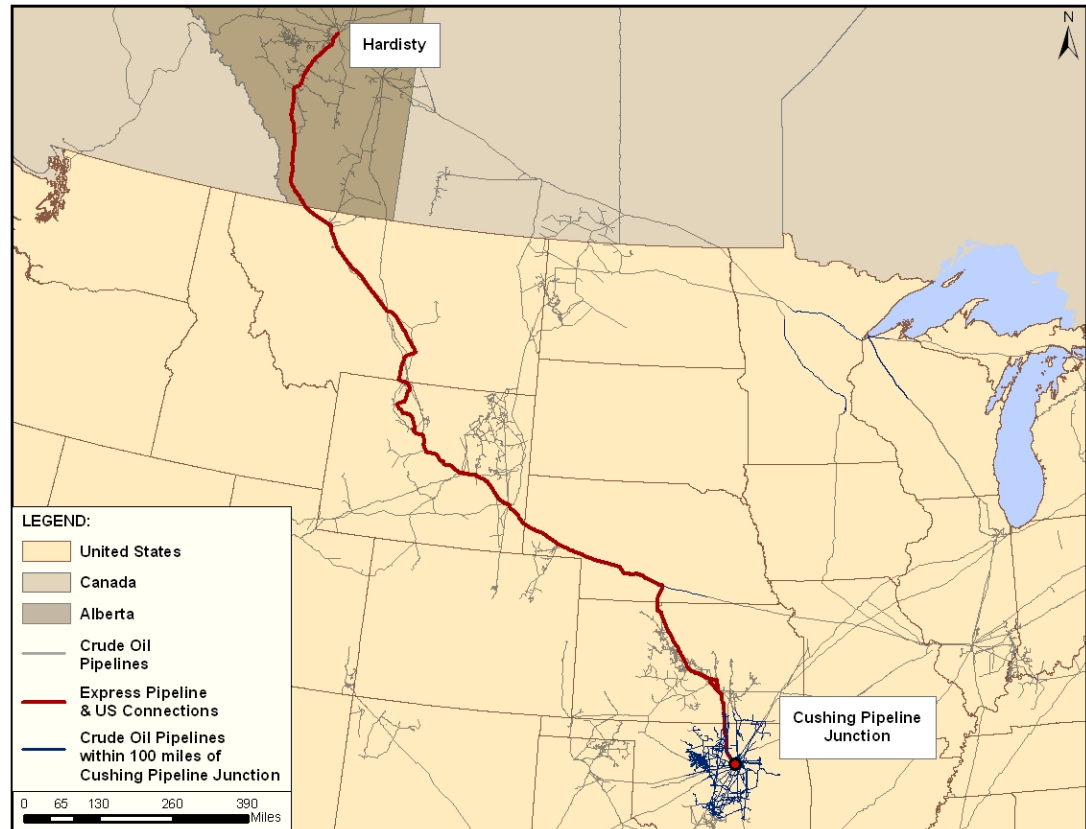 N
Hardisty
Cushing Pipeline
Junction
LEGEND:
United States
Canada
Alberta
Crude Oil
Pipelines
Express Pipeline
& US Connections
Crude Oil Pipelines
within 100 miles of
Cushing Pipeline Junction
0 65 130 260 390
Miles